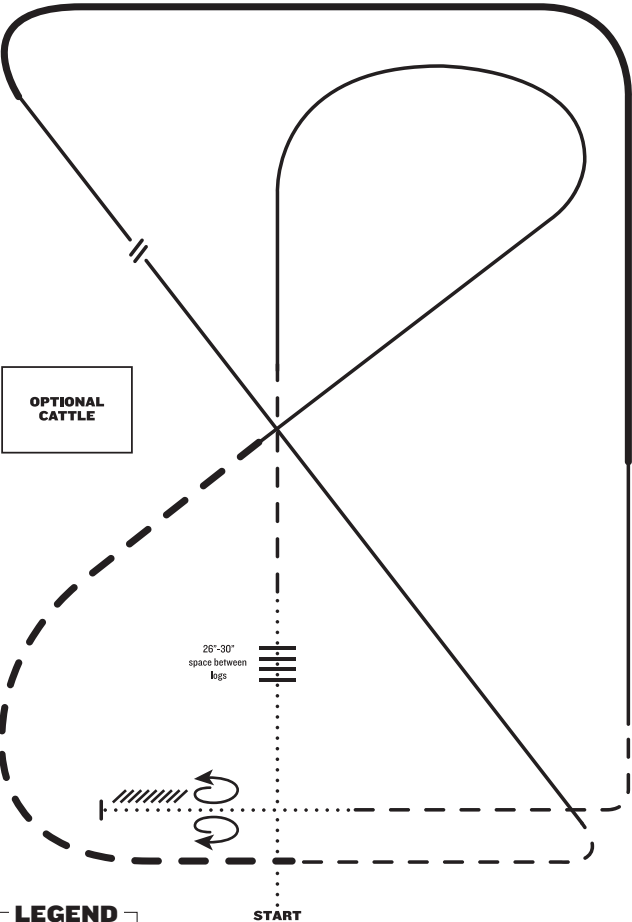 OPTIONAL
CATTLE
26"-30"
space between
logs
LEGEND
START